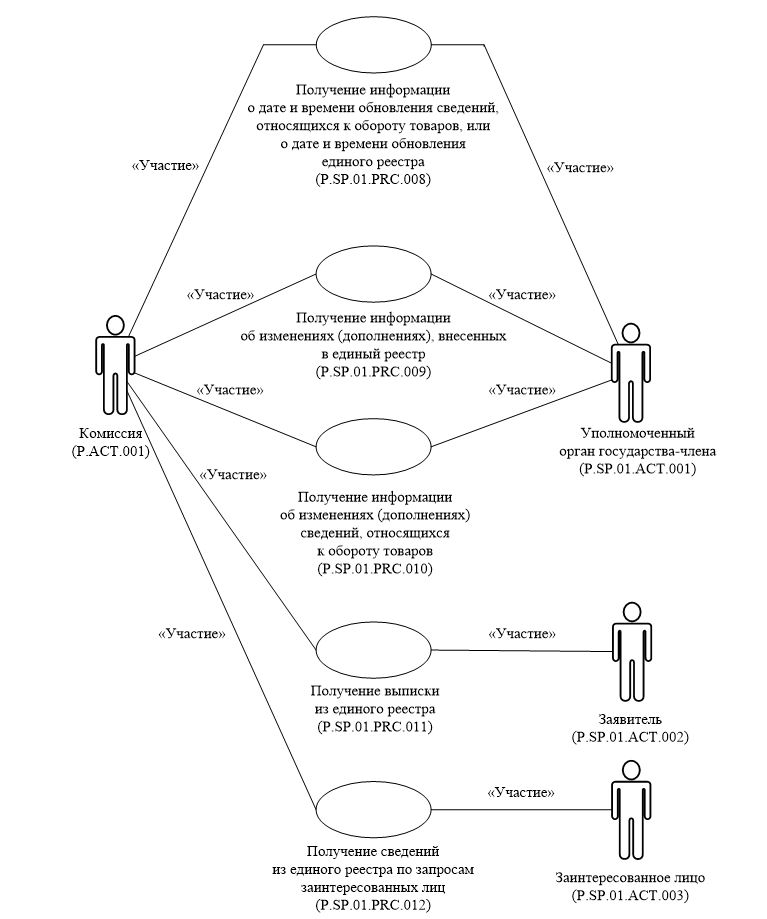 Получение информации
о дате и времени обновления сведений,
относящихся к обороту товаров, или
о дате и времени обновления
единого реестра
(P.SP.01.PRC.008)
«Участие»
«Участие»
«Участие»
«Участие»
Получение информации
об изменениях (дополнениях), внесенных
в единый реестр
(P.SP.01.PRC.009)
«Участие»
«Участие»
Комиссия
(P.ACT.001)
Уполномоченный
орган государства-члена
(P.SP.01.ACT.001)
«Участие»
Получение информации
об изменениях (дополнениях)
сведений, относящихся
к обороту товаров
(P.SP.01.PRC.010)
«Участие»
«Участие»
Получение выписки
из единого реестра
(P.SP.01.PRC.011)
Заявитель
(P.SP.01.ACT.002)
«Участие»
Получение сведений
из единого реестра по запросам
заинтересованных лиц
(P.SP.01.PRC.012)
Заинтересованное лицо
(P.SP.01.ACT.003)